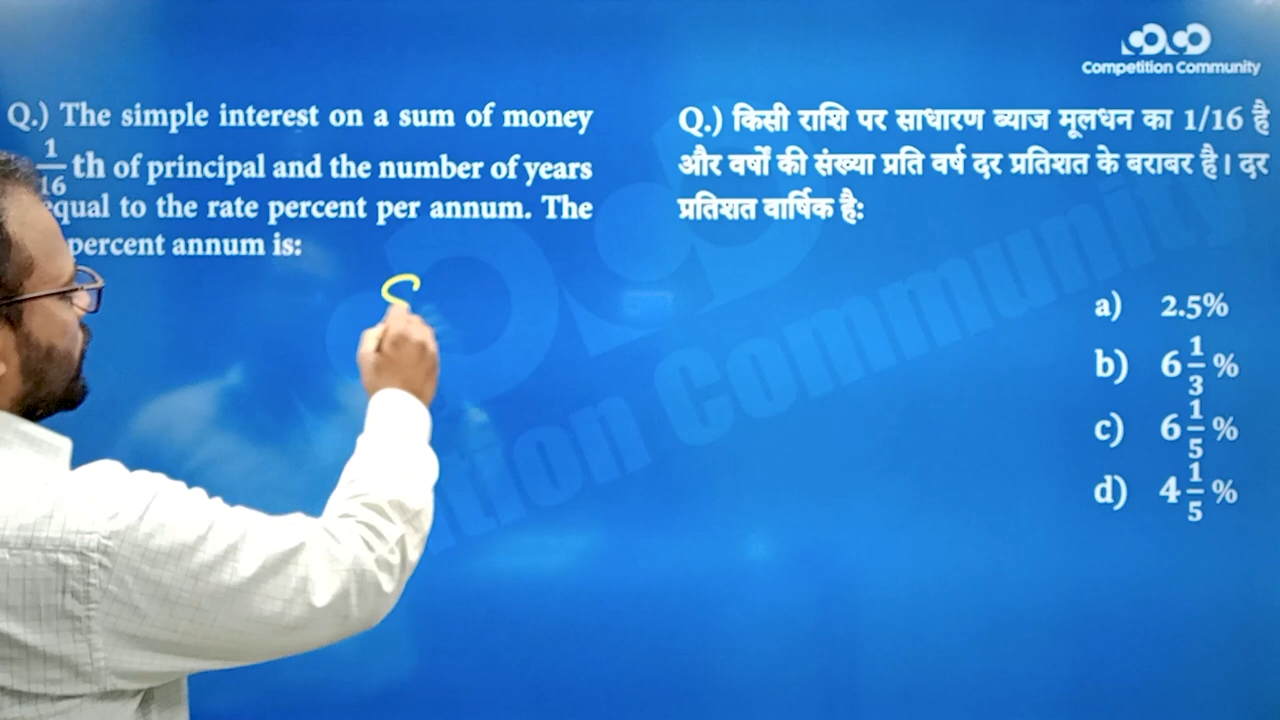 Competition Community
Q.) The simple interest on a sum of money
1/16 th of principal and the number of years
equal to the rate percent per annum. The
percent annum is:
S
Q.) किसी राशि पर साधारण ब्याज मूलधन का 1/16 है
और वर्षों की संख्या प्रति वर्ष दर प्रतिशत के बराबर है। दर
प्रतिशत वार्षिक है:
a) 2.5%
b) 6 1/3 %
c) 6 1/5 %
d) 4 1/5 %
tion Community